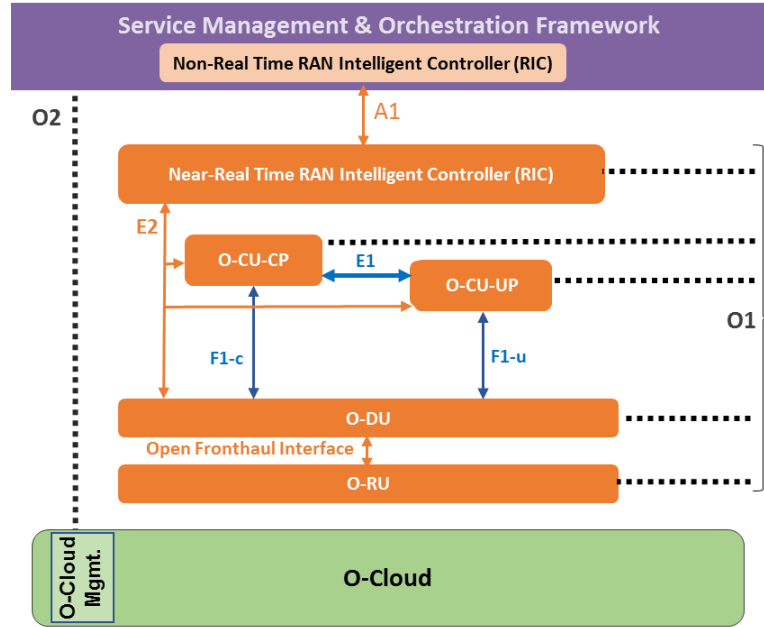 Service Management & Orchestration Framework
Non-Real Time RAN Intelligent Controller (RIC)
O2
A1
Near-Real Time RAN Intelligent Controller (RIC)
E2
O-CU-CP
E1
O-CU-UP
O1
F1-c
F1-u
O-DU
Open Fronthaul Interface
O-RU
O-Cloud
Mgmt.
O-Cloud